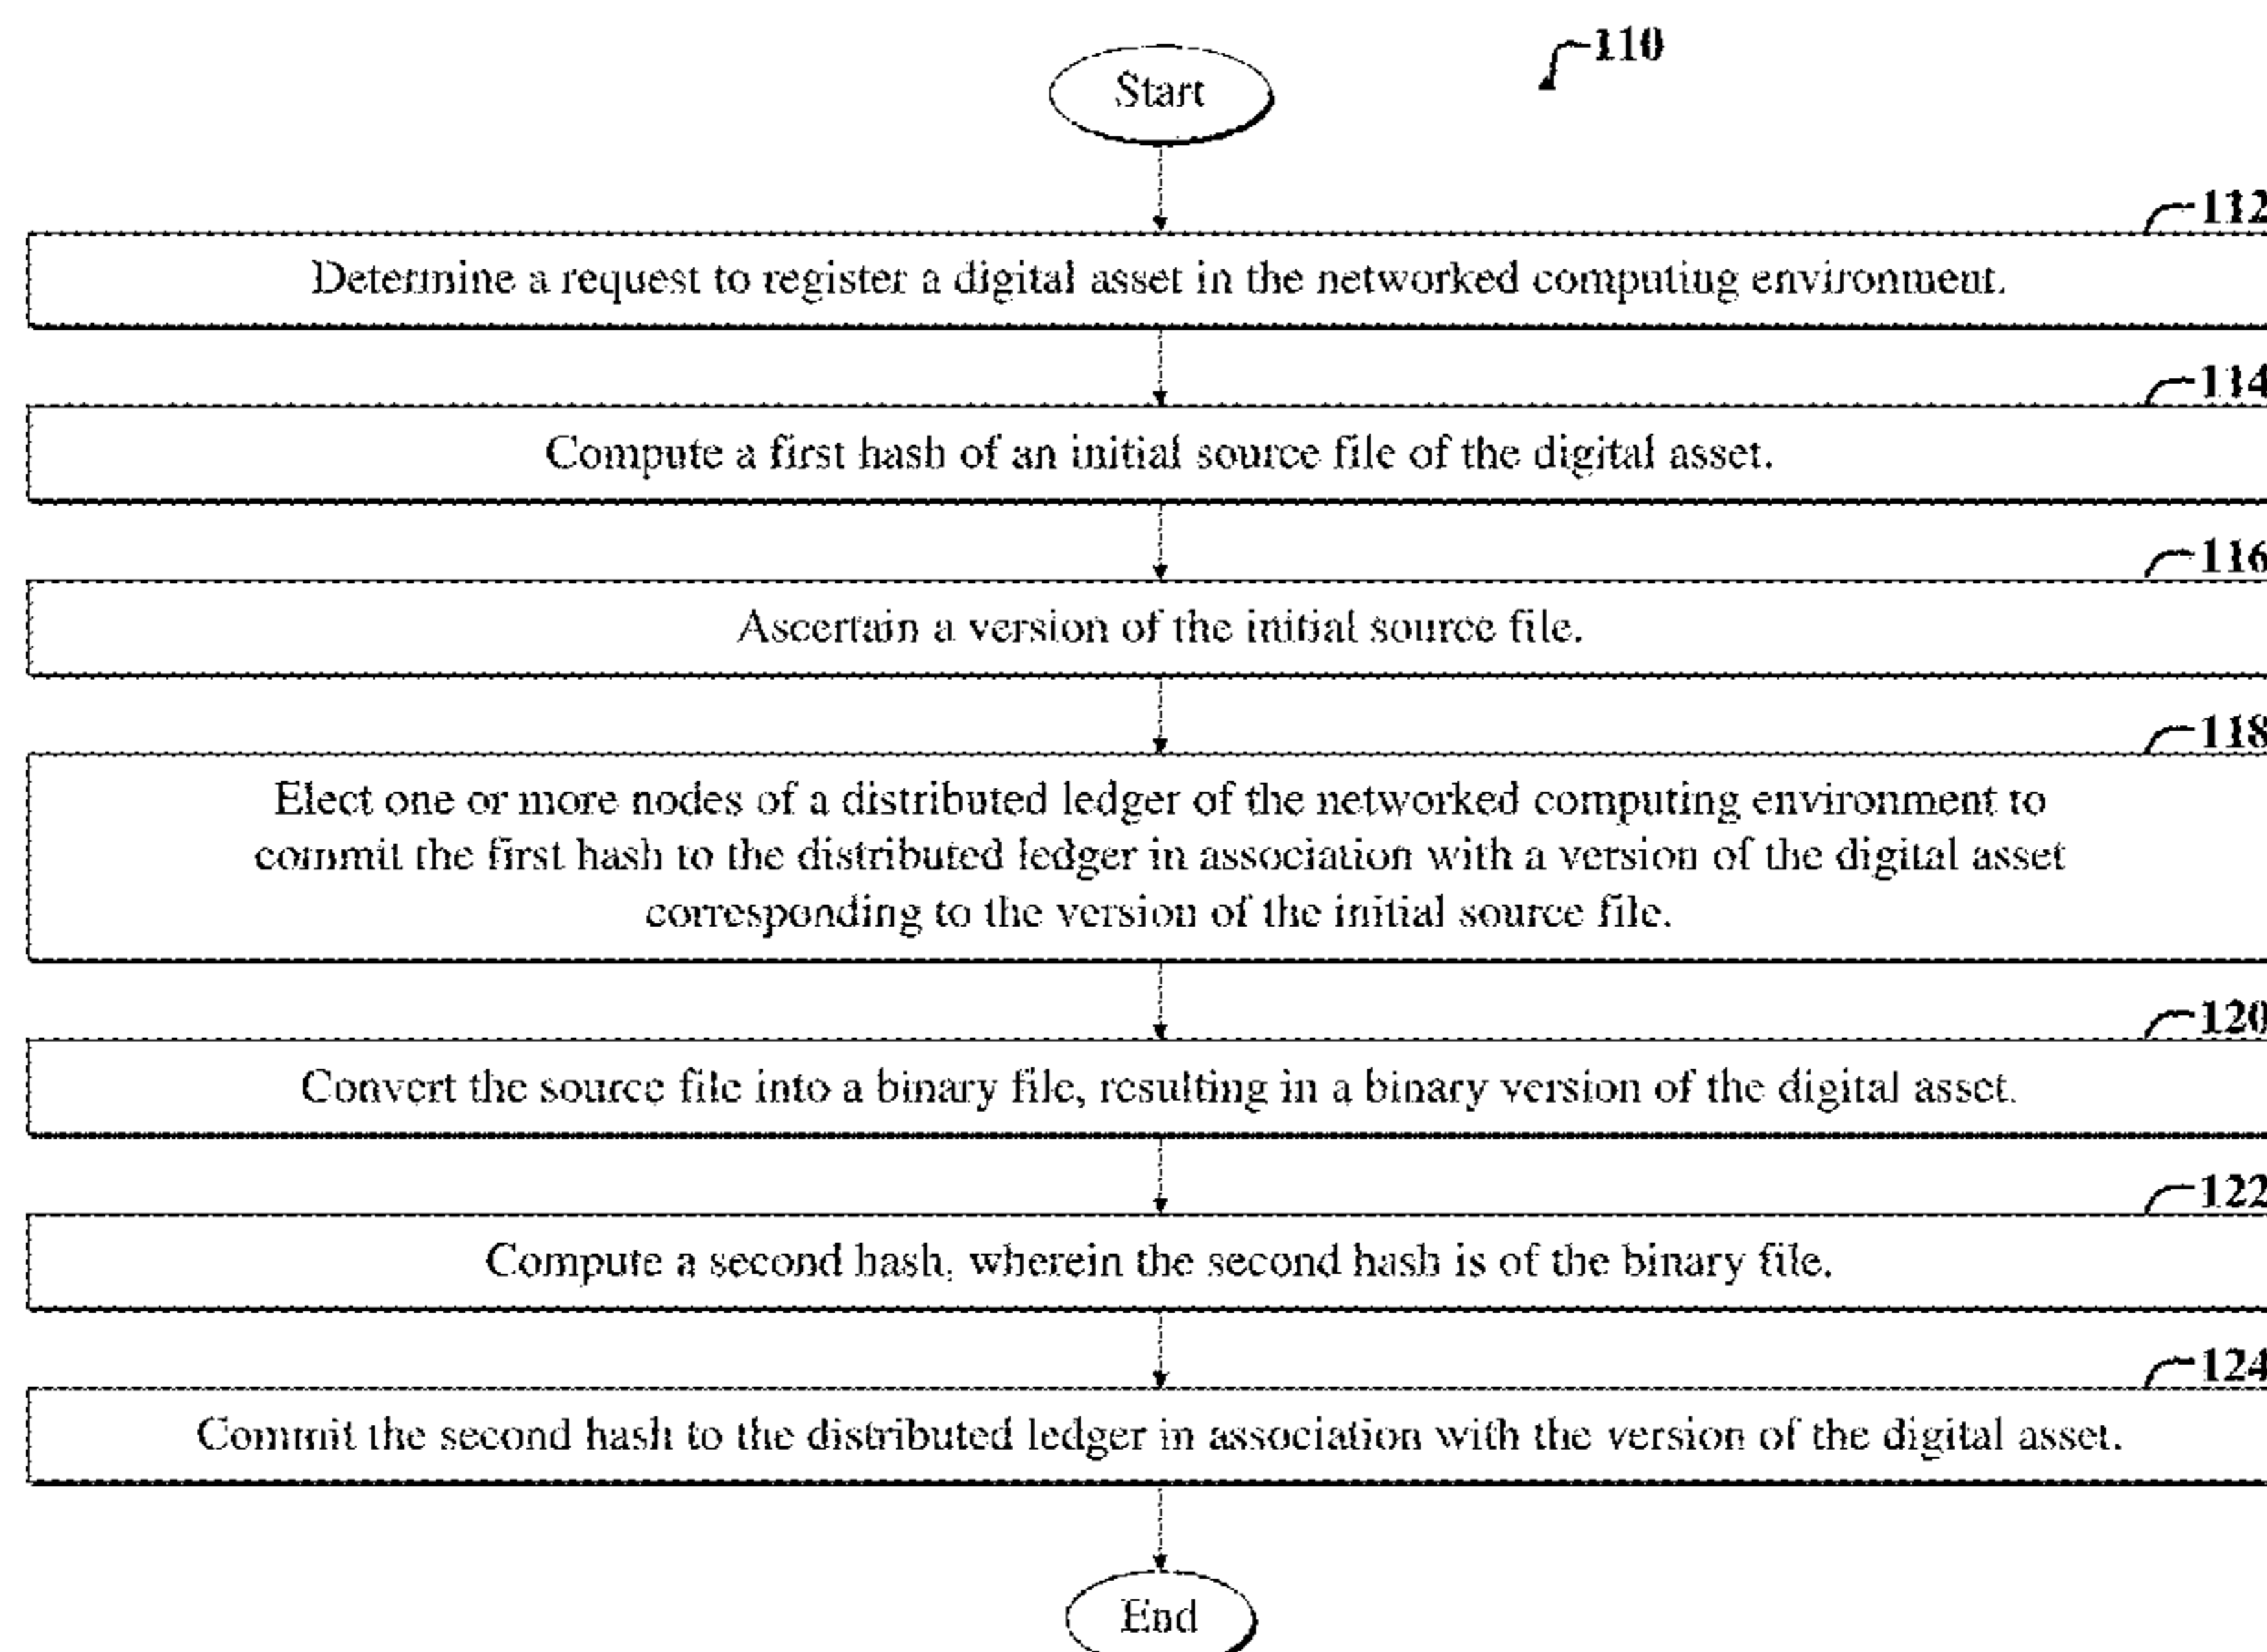 110
Start
112
Determine a request to register a digital asset in the networked computing environment.
114
Compute a first hash of an initial source file of the digital asset.
116
Ascertain a version of the initial source file.
118
Elect one or more nodes of a distributed ledger of the networked computing environment to
commit the first hash to the distributed ledger in association with a version of the digital asset
corresponding to the version of the initial source file.
120
Convert the source file into a binary file, resulting in a binary version of the digital asset.
122
Compute a second hash, wherein the second hash is of the binary file.
124
Commit the second hash to the distributed ledger in association with the version of the digital asset.
End